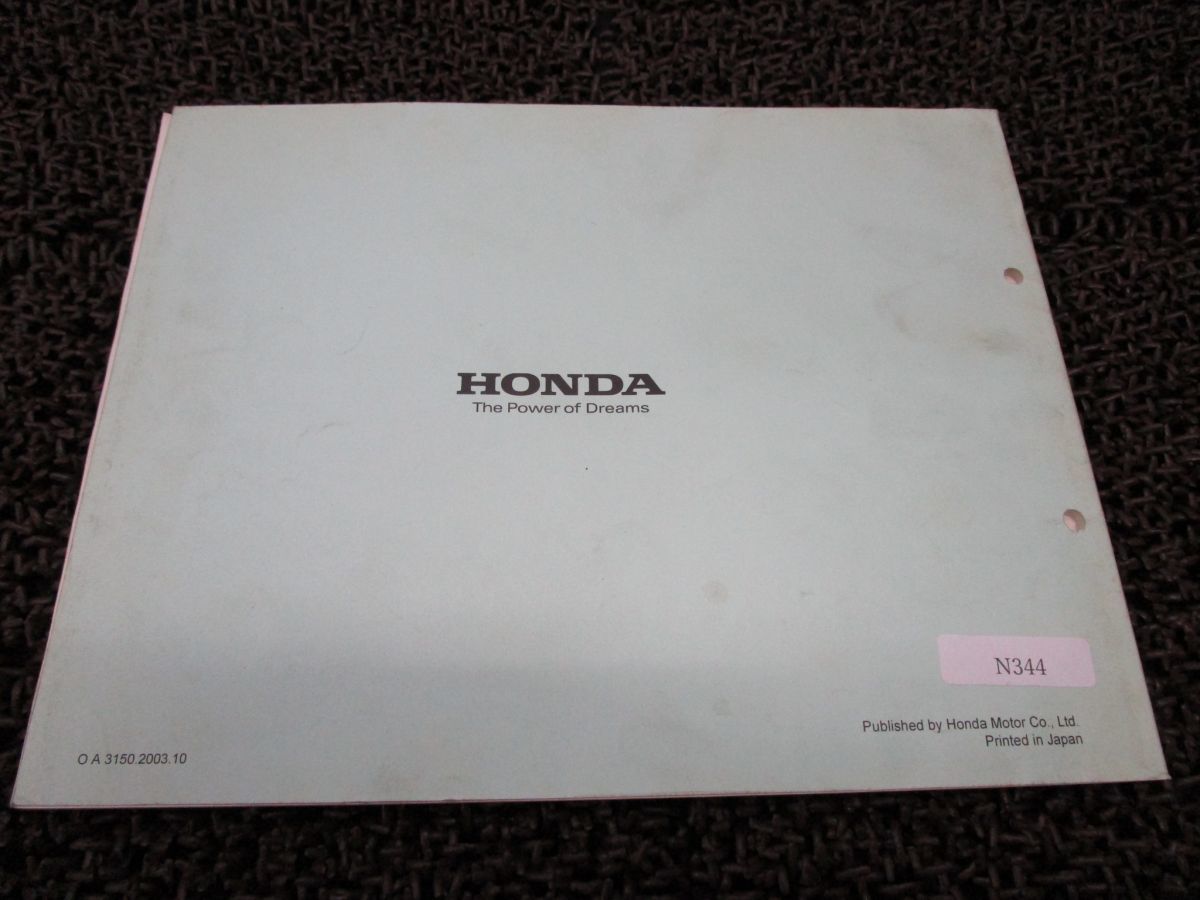 HONDA
The Power of Dreams
N344
Published by Honda Motor Co., Ltd.
Printed in Japan
O A 3150.2003.10